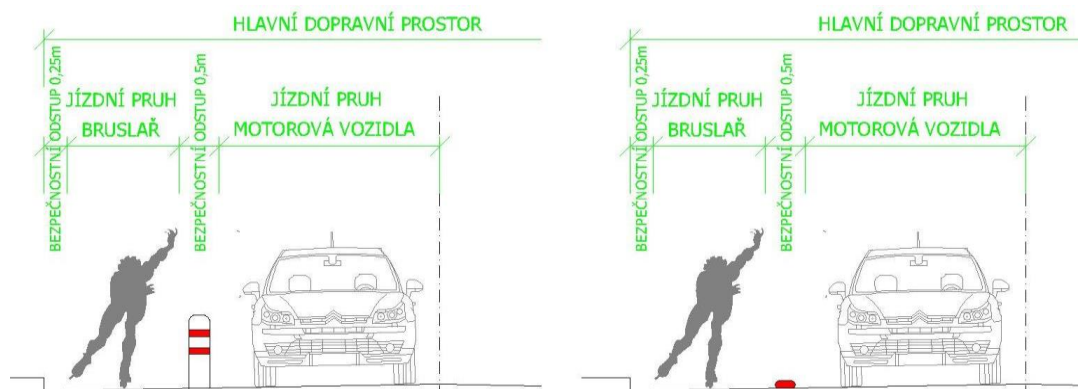 HLAVNÍ DOPRAVNÍ PROSTOR
BEZPEČNOSTNÍ ODSTUP 0,25m
JÍZDNÍ PRUH
BRUSLAŘ
BEZPEČNOSTNÍ ODSTUP 0,5m
JÍZDNÍ PRUH
MOTOROVÁ VOZIDLA
HLAVNÍ DOPRAVNÍ PROSTOR
BEZPEČNOSTNÍ ODSTUP 0,25m
JÍZDNÍ PRUH
BRUSLAŘ
BEZPEČNOSTNÍ ODSTUP 0,5m
JÍZDNÍ PRUH
MOTOROVÁ VOZIDLA